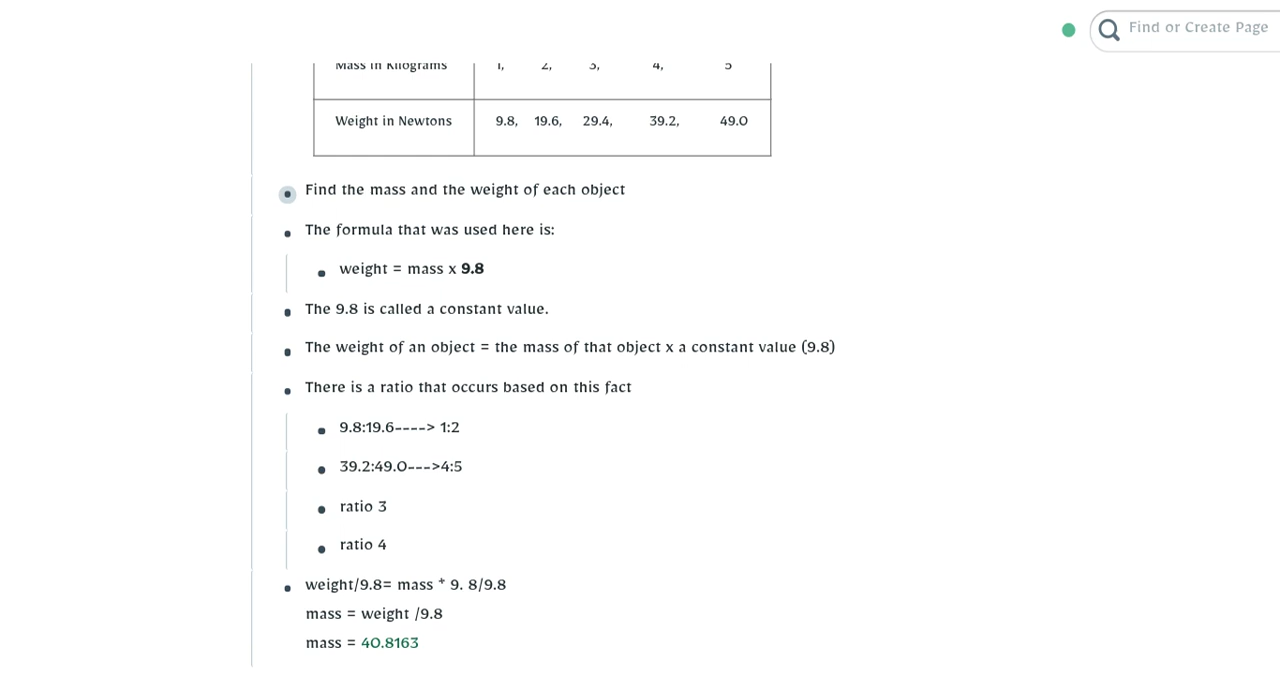 Find or Create Page
Mass in Kilograms 1, 2, 3, 4, 5
Weight in Newtons 9.8, 19.6, 29.4, 39.2, 49.0
Find the mass and the weight of each object
The formula that was used here is:
weight = mass x 9.8
The 9.8 is called a constant value.
The weight of an object = the mass of that object x a constant value (9.8)
There is a ratio that occurs based on this fact
9.8:19.6----> 1:2
39.2:49.0--->4:5
ratio 3
ratio 4
weight/9.8= mass * 9. 8/9.8
mass = weight /9.8
mass = 40.8163